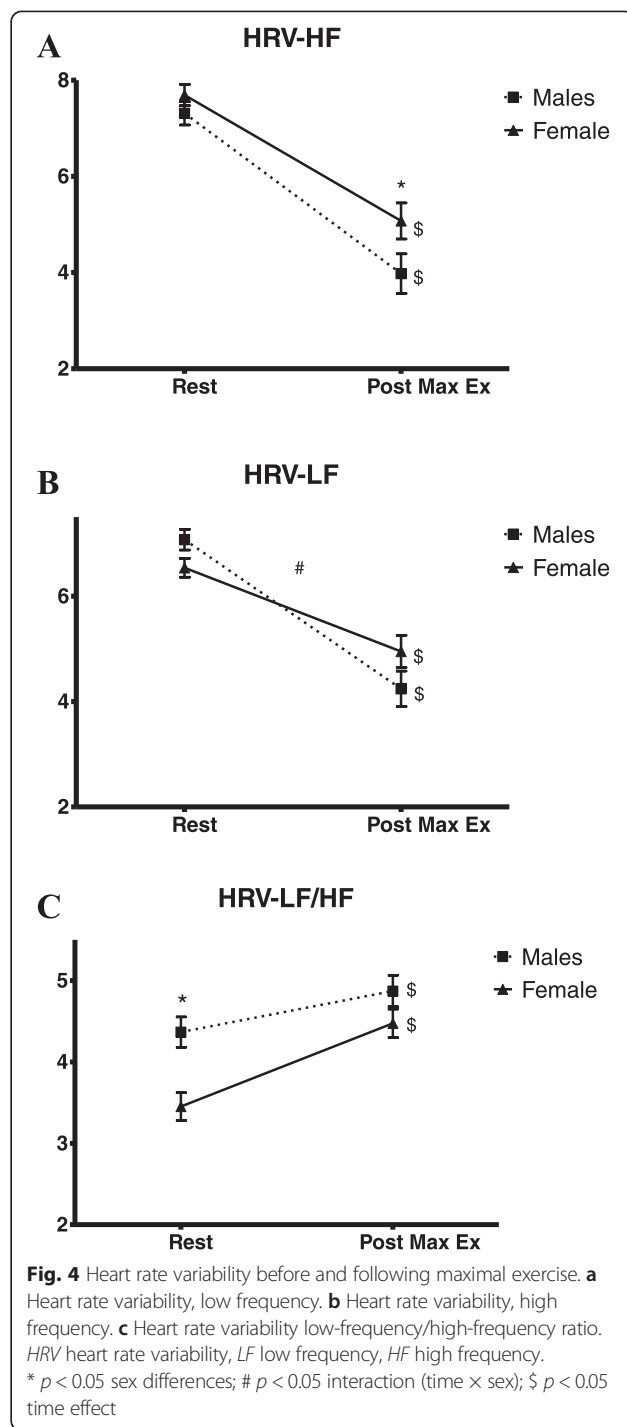 A
HRV-HF
8
6
4
2
Males
Female
*
$
$
Rest
Post Max Ex
B
HRV-LF
6
4
2
Males
Female
#
$
$
Rest
Post Max Ex
C
HRV-LF/HF
5
4
3
2
Males
Female
*
$
$
Rest
Post Max Ex
Fig. 4 Heart rate variability before and following maximal exercise. a
Heart rate variability, low frequency. b Heart rate variability, high
frequency. c Heart rate variability low-frequency/high-frequency ratio.
HRV heart rate variability, LF low frequency, HF high frequency.
* p < 0.05 sex differences; # p < 0.05 interaction (time × sex); $ p < 0.05
time effect